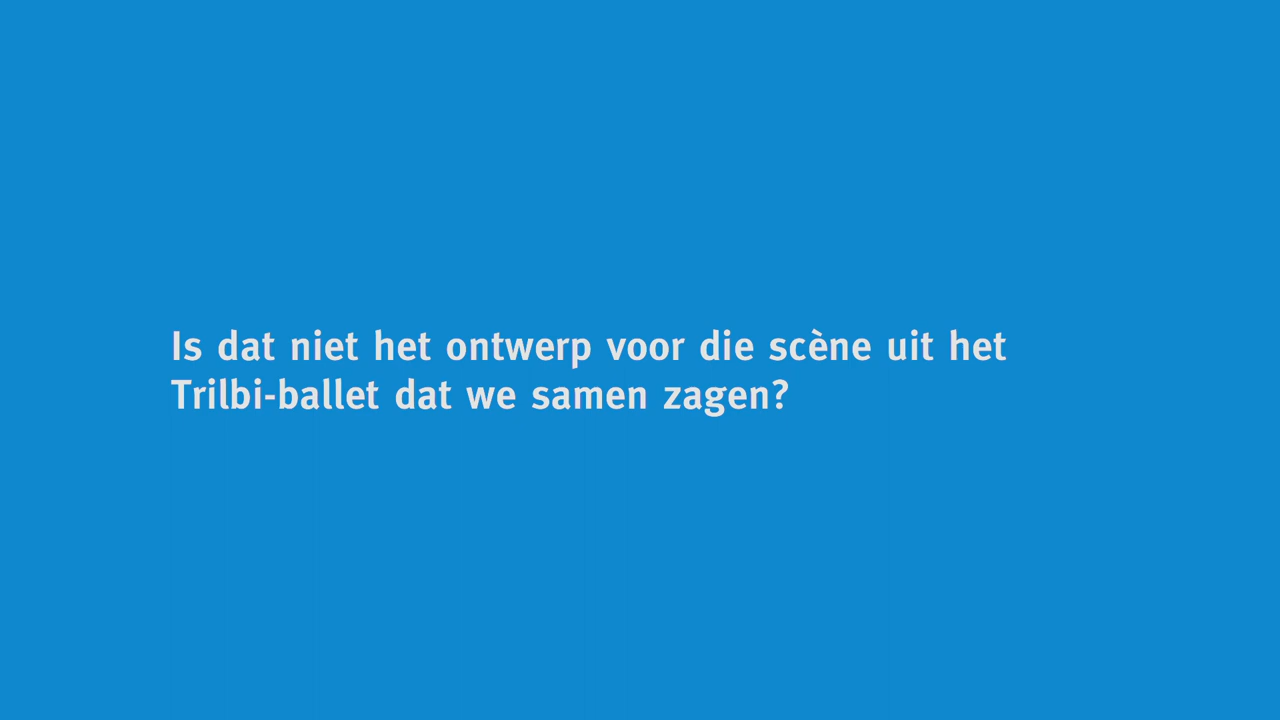 Is dat niet het ontwerp voor die scène uit het
Trilbi-ballet dat we samen zagen?